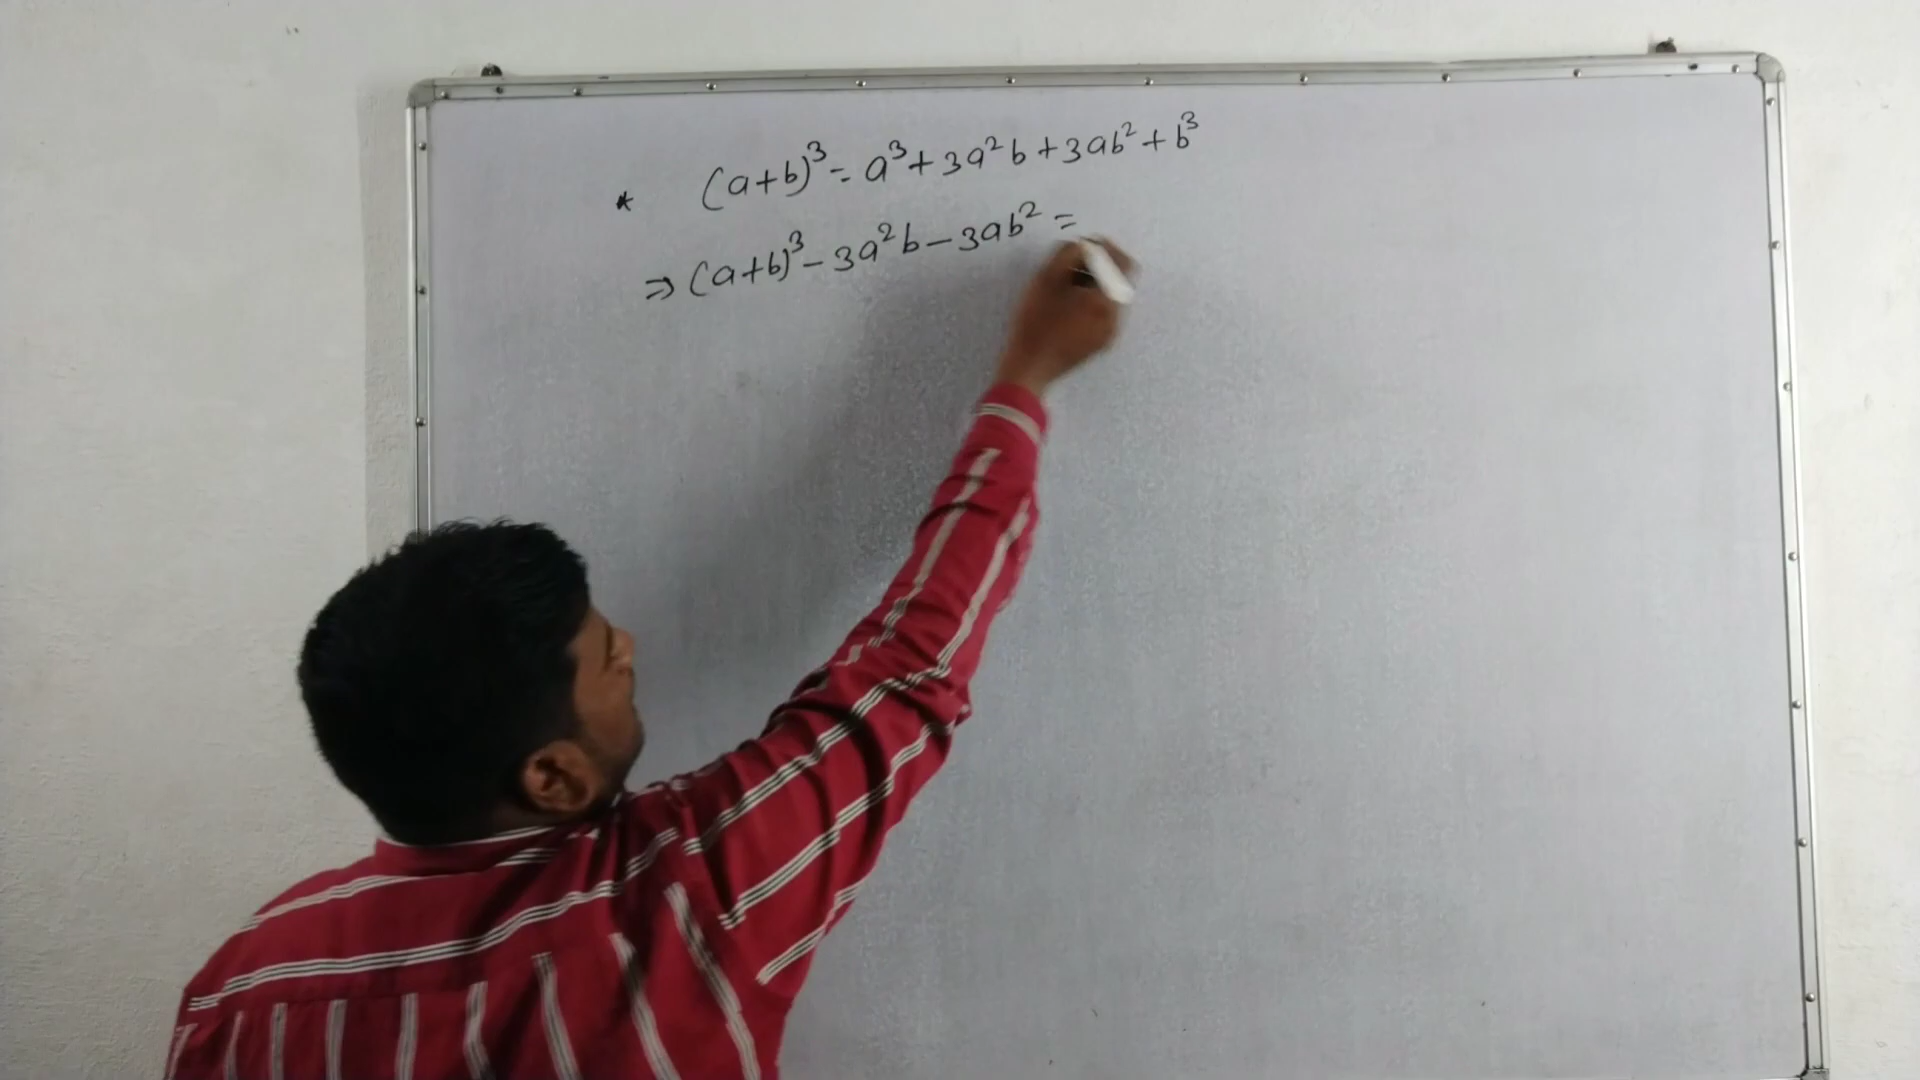 * (a+b)³ = a³ + 3a²b + 3ab² + b³
⇒ (a+b)³ - 3a²b - 3ab² =